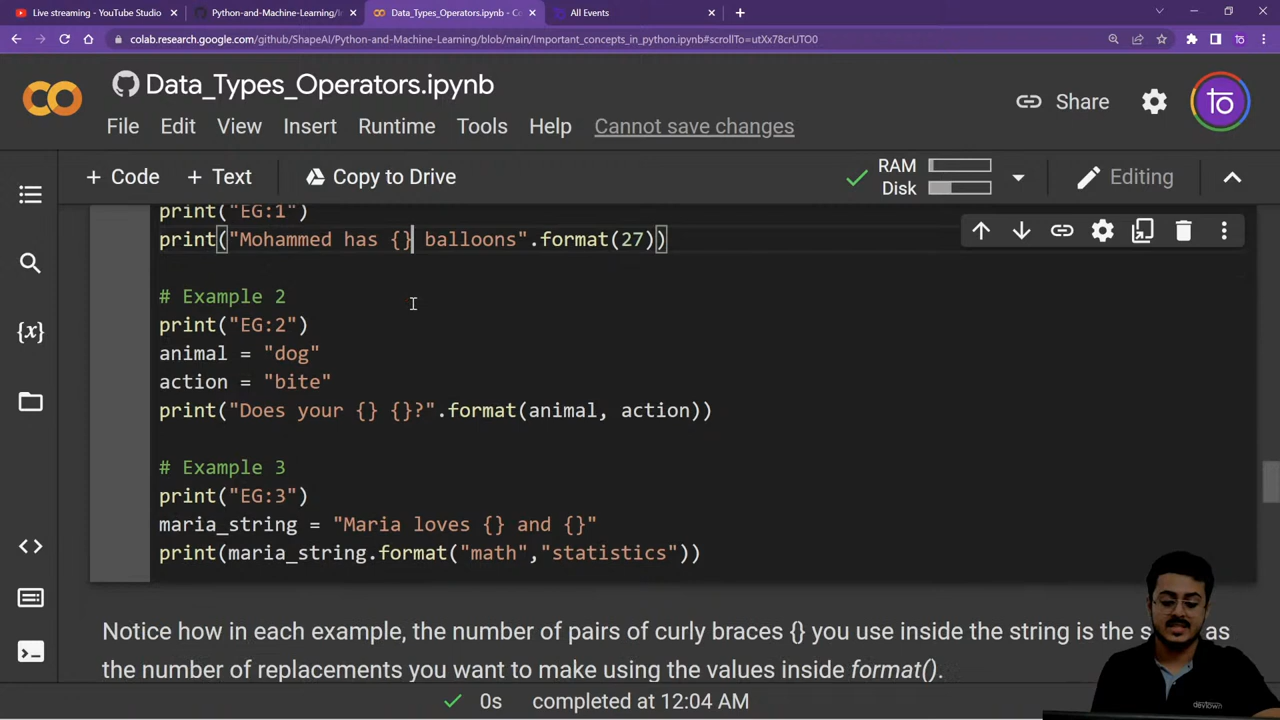 Live streaming - YouTube Studio
Python-and-Machine-Learning/I
Data_Types_Operators.ipynb - Co
All Events
colab.research.google.com/github/ShapeAI/Python-and-Machine-Learning/blob/main/Important_concepts_in_python.ipynb#scrollTo=utXx78crUTO0
Data_Types_Operators.ipynb
Share
File Edit View Insert Runtime Tools Help Cannot save changes
+ Code + Text Copy to Drive
RAM
Disk
Editing
print("EG:1")
print("Mohammed has {} balloons".format(27))
# Example 2
print("EG:2")
animal = "dog"
action = "bite"
print("Does your {} {}?".format(animal, action))
# Example 3
print("EG:3")
maria_string = "Maria loves {} and {}"
print(maria_string.format("math","statistics"))
Notice how in each example, the number of pairs of curly braces {} you use inside the string is the s as
the number of replacements you want to make using the values inside format().
0s completed at 12:04 AM
devtown